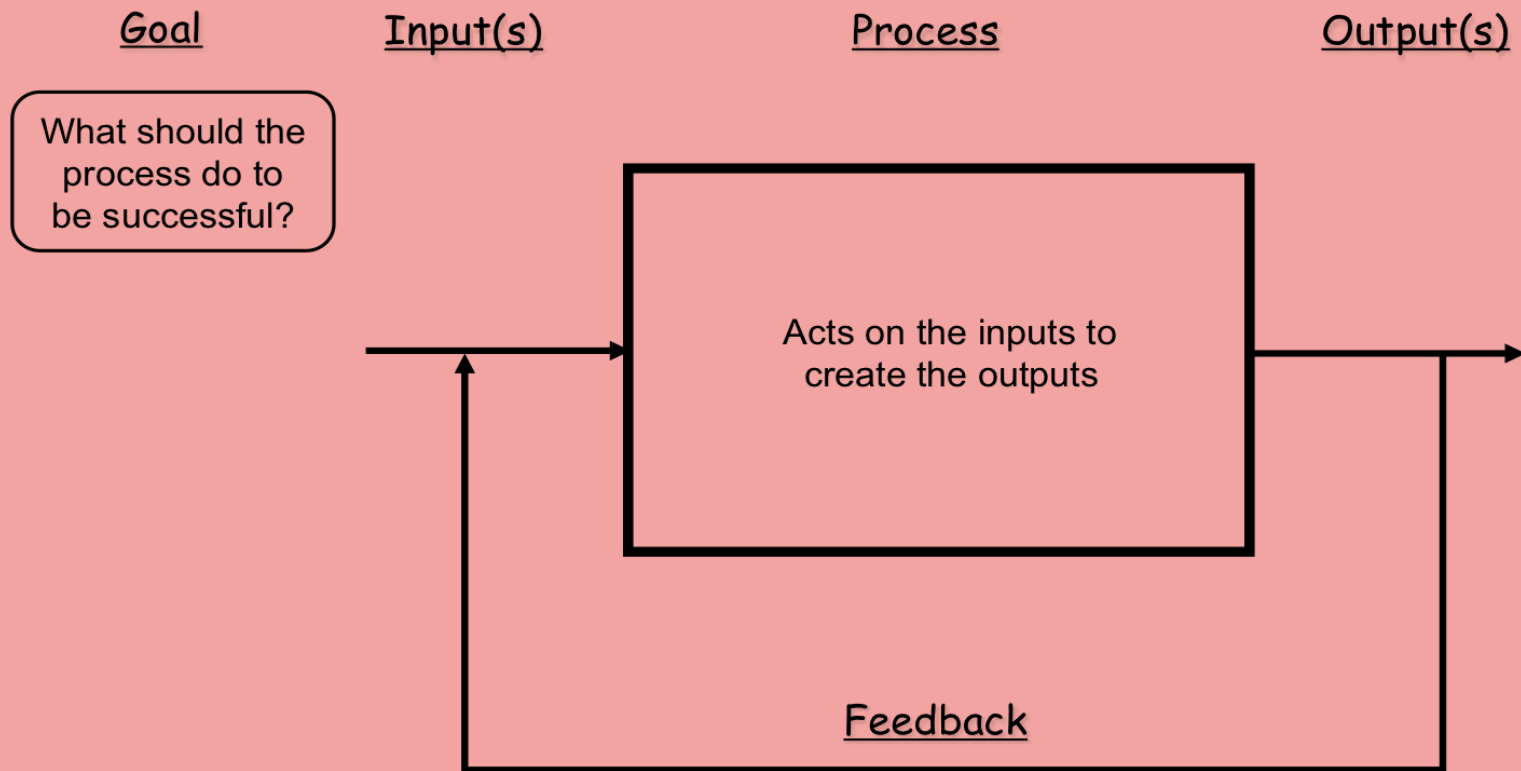 Goal
Input(s)
Process
Output(s)
What should the
process do to
be successful?
Acts on the inputs to
create the outputs
Feedback